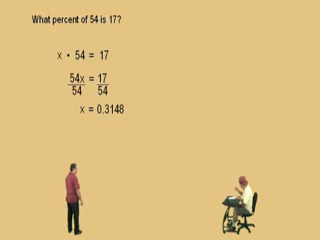 What percent of 54 is 17?
x • 54 = 17
54x = 17
54 54
x = 0.3148